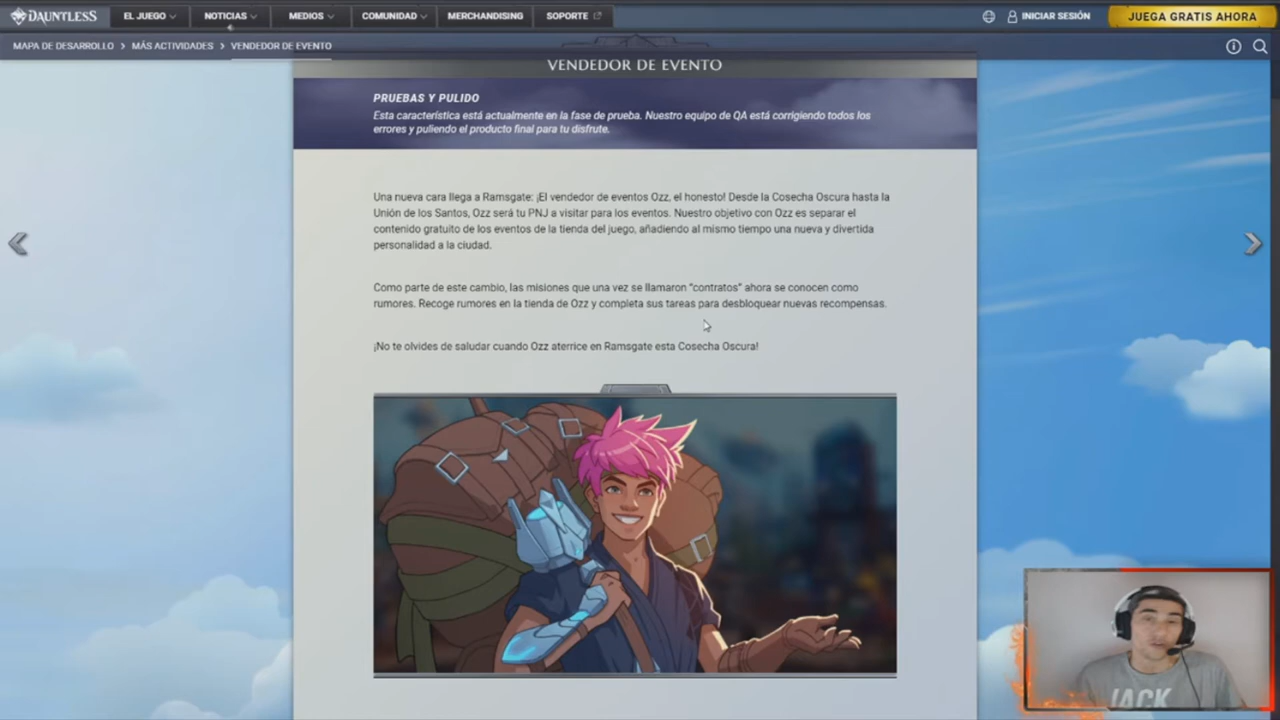 DAUNTLESS EL JUEGO NOTICIAS MEDIOS COMUNIDAD MERCHANDISING SOPORTE INICIAR SESIÓN JUEGA GRATIS AHORA
MAPA DE DESARROLLO > MÁS ACTIVIDADES > VENDEDOR DE EVENTO
VENDEDOR DE EVENTO
PRUEBAS Y PULIDO
Esta característica está actualmente en la fase de prueba. Nuestro equipo de QA está corrigiendo todos los
errores y puliendo el producto final para tu disfrute.
Una nueva cara llega a Ramsgate: ¡El vendedor de eventos Ozz, el honesto! Desde la Cosecha Oscura hasta la
Unión de los Santos, Ozz será tu PNJ a visitar para los eventos. Nuestro objetivo con Ozz es separar el
contenido gratuito de los eventos de la tienda del juego, añadiendo al mismo tiempo una nueva y divertida
personalidad a la ciudad.
Como parte de este cambio, las misiones que una vez se llamaron "contratos" ahora se conocen como
rumores. Recoge rumores en la tienda de Ozz y completa sus tareas para desbloquear nuevas recompensas.
¡No te olvides de saludar cuando Ozz aterrice en Ramsgate esta Cosecha Oscura!
JACK